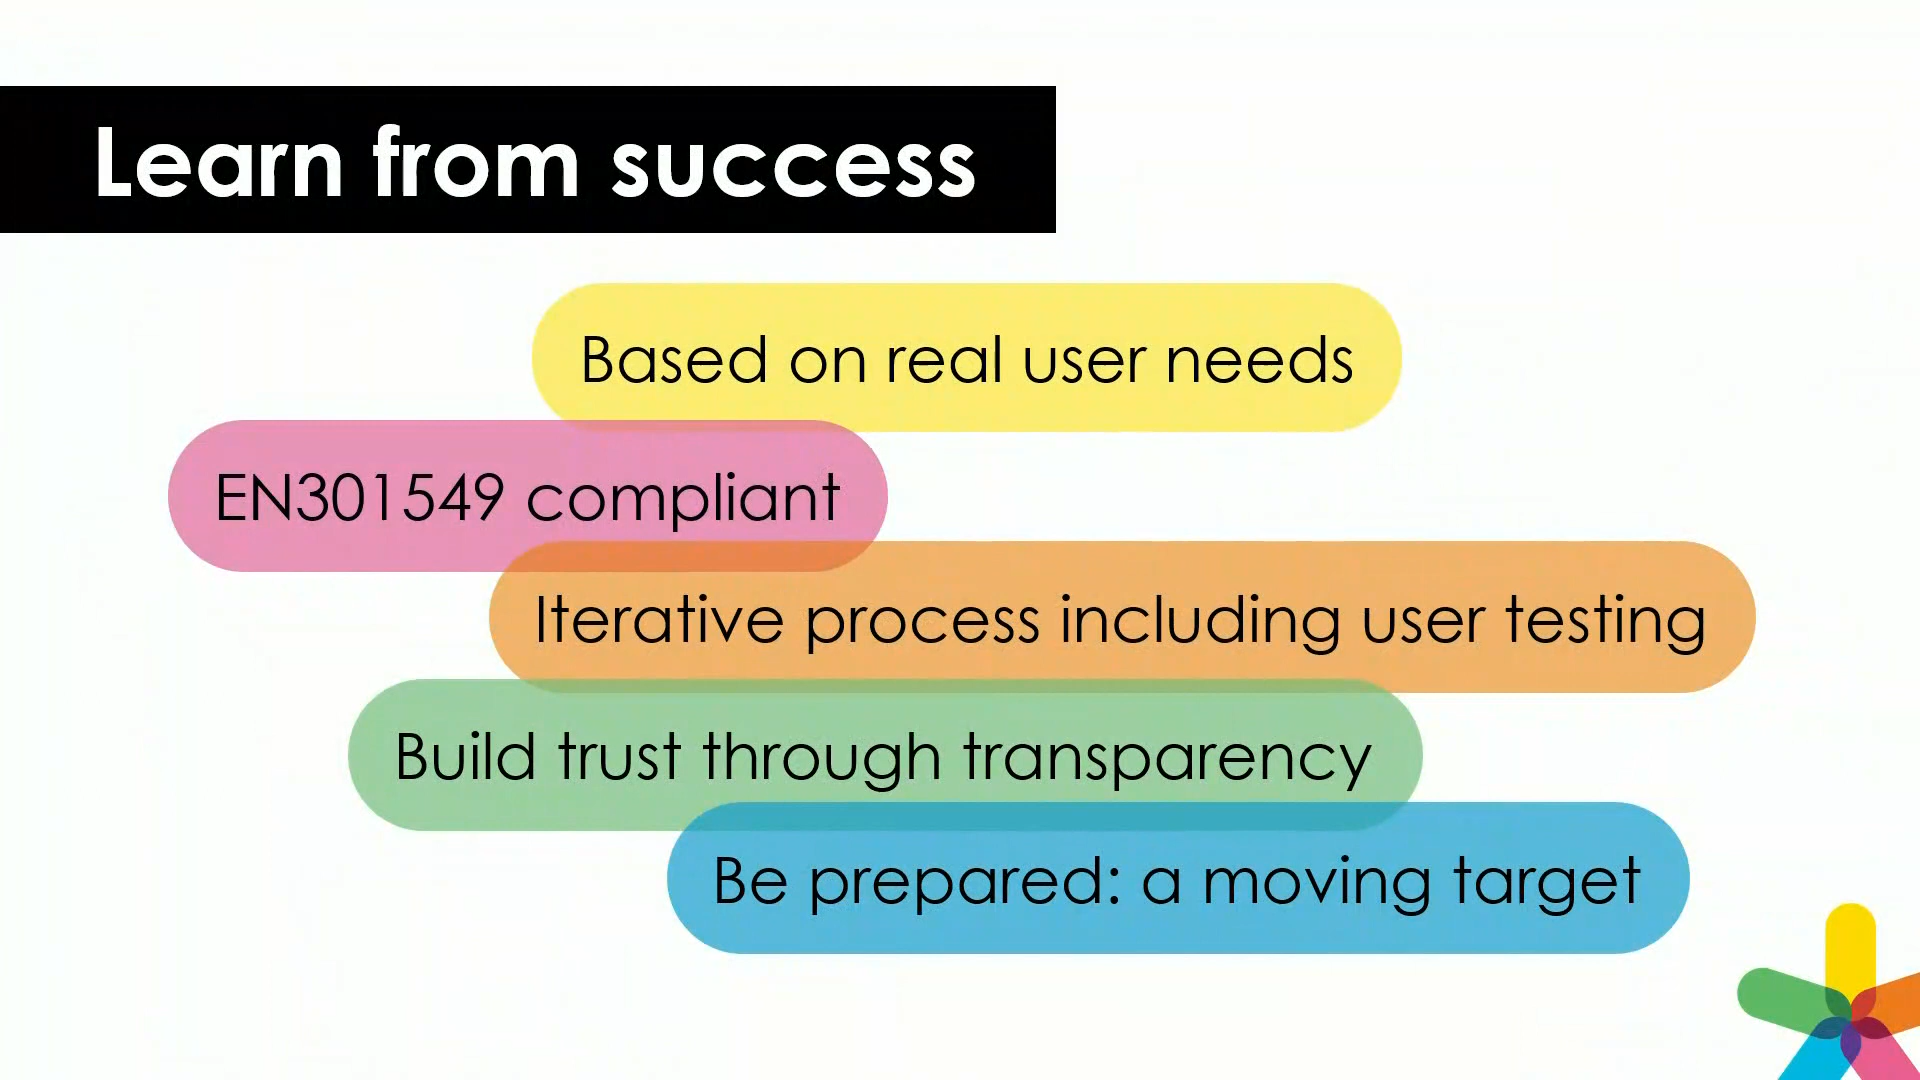 Learn from success
Based on real user needs
EN301549 compliant
Iterative process including user testing
Build trust through transparency
Be prepared: a moving target